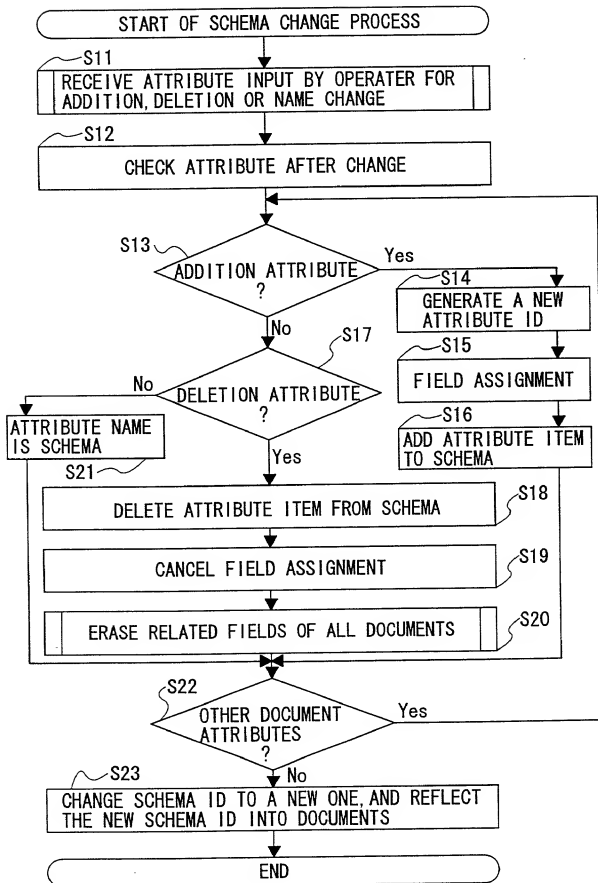 START OF SCHEMA CHANGE PROCESS
S11
RECEIVE ATTRIBUTE INPUT BY OPERATER FOR
ADDITION, DELETION OR NAME CHANGE
S12
CHECK ATTRIBUTE AFTER CHANGE
S13
ADDITION ATTRIBUTE
?
Yes
No
S14
GENERATE A NEW
ATTRIBUTE ID
S15
FIELD ASSIGNMENT
S16
ADD ATTRIBUTE ITEM
TO SCHEMA
S17
DELETION ATTRIBUTE
?
No
Yes
ATTRIBUTE NAME
IS SCHEMA
S21
DELETE ATTRIBUTE ITEM FROM SCHEMA
S18
CANCEL FIELD ASSIGNMENT
S19
ERASE RELATED FIELDS OF ALL DOCUMENTS
S20
S22
OTHER DOCUMENT
ATTRIBUTES
?
Yes
No
S23
CHANGE SCHEMA ID TO A NEW ONE, AND REFLECT
THE NEW SCHEMA ID INTO DOCUMENTS
END